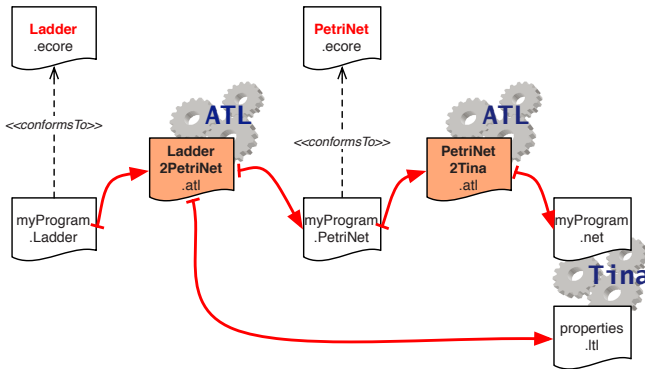 Ladder
.ecore
PetriNet
.ecore
ATL
ATL
<<conformsTo>>
<<conformsTo>>
Ladder
2PetriNet
.atl
PetriNet
2Tina
.atl
myProgram
.Ladder
myProgram
.PetriNet
myProgram
.net
Tina
properties
.ltl